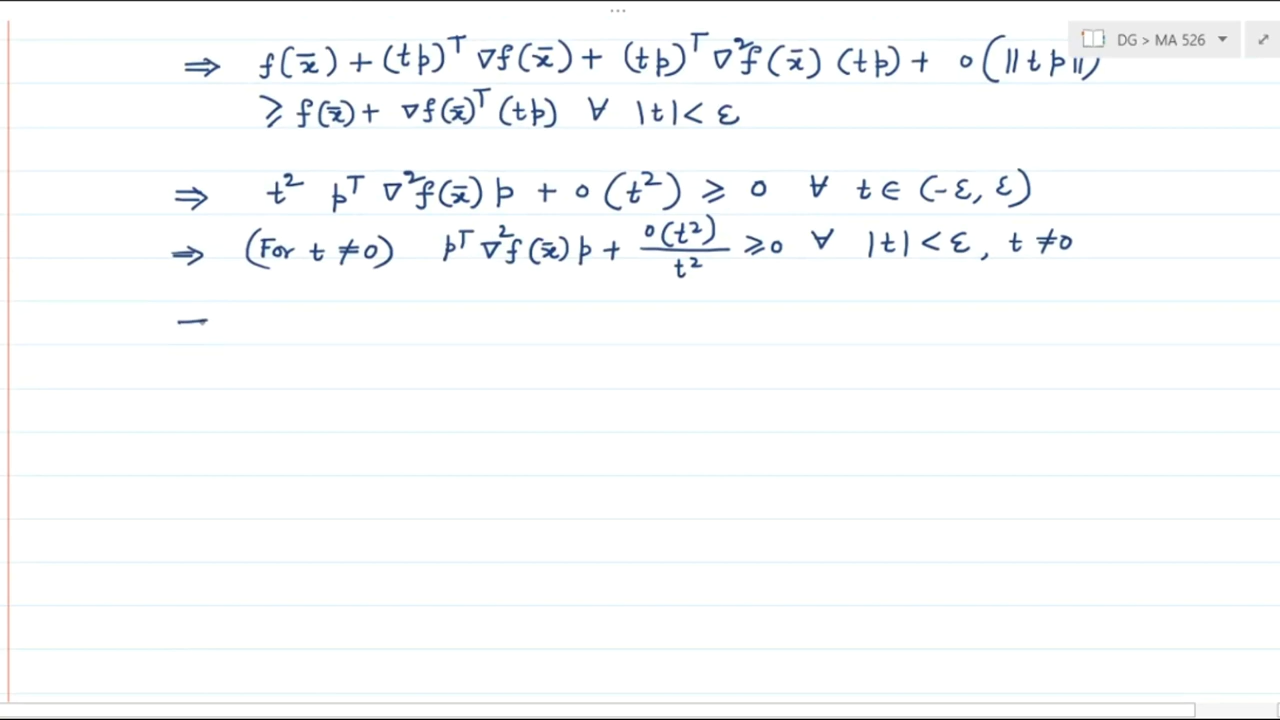 ...
DG > MA 526
⇒ f(x̄) + (tp)ᵀ ∇f(x̄) + (tp)ᵀ ∇²f(x̄) (tp) + o(‖tp‖)
≥ f(x̄) + ∇f(x̄)ᵀ (tp) ∀ |t| < ε
⇒ t² pᵀ ∇²f(x̄) p + o(t²) ≥ 0 ∀ t ∈ (-ε, ε)
⇒ (For t ≠ 0) pᵀ ∇²f(x̄) p + o(t²)/t² ≥ 0 ∀ |t| < ε, t ≠ 0